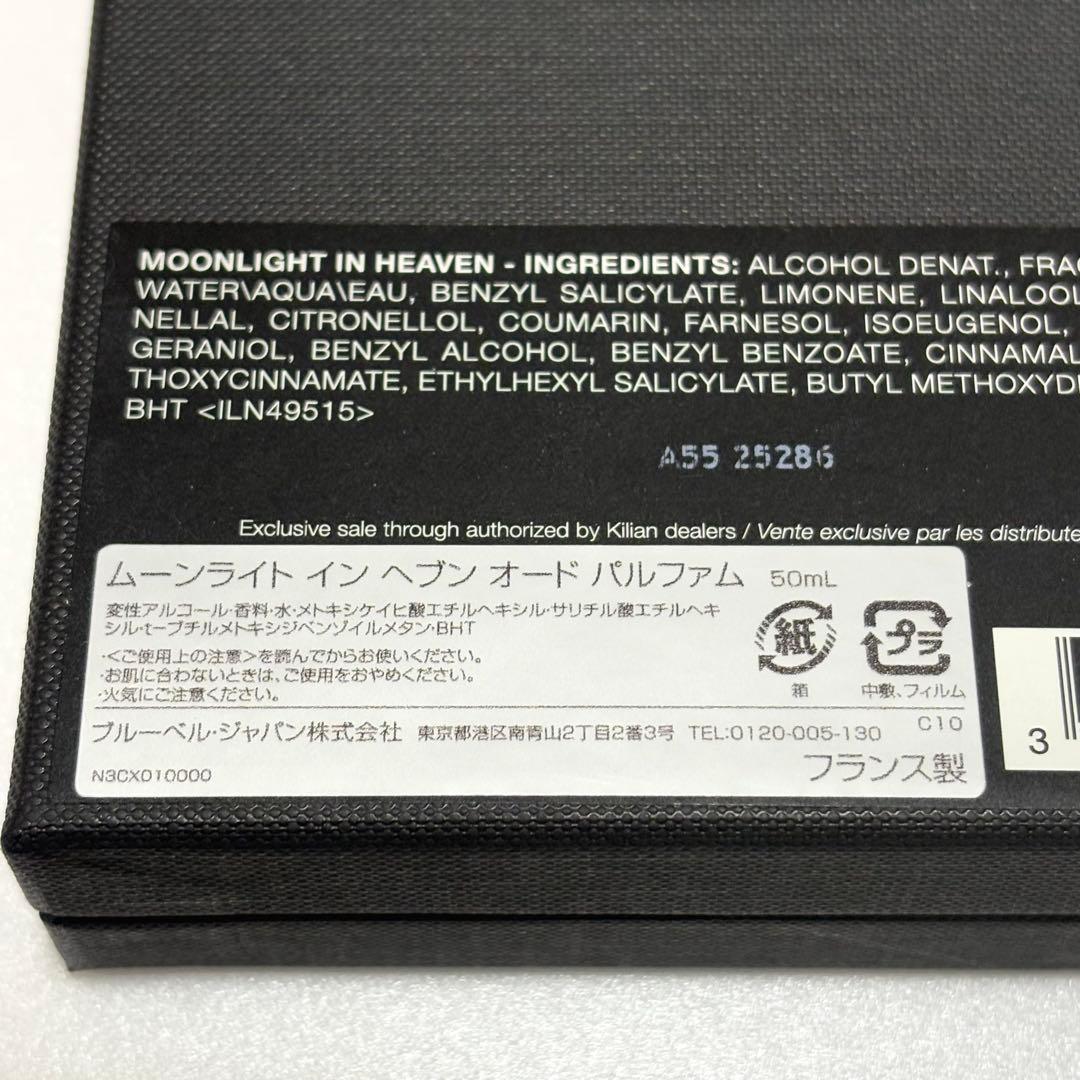 MOONLIGHT IN HEAVEN - INGREDIENTS: ALCOHOL DENAT.,
WATER\AQUA\EAU, BENZYL SALICYLATE, LIMONENE, LINALOOL
NELLAL, CITRONELLOL, COUMARIN, FARNESOL, ISOEUGENOL,
GERANIOL, BENZYL ALCOHOL, BENZYL BENZOATE, CINNAMAL
THOXYCINNAMATE, ETHYLHEXYL SALICYLATE, BUTYL
BHT <ILN49515>
A55 25286
Exclusive sale through authorized by Kilian dealers / Vente exclusive par les
ムーンライト イン ヘブン オード パルファム 50mL
変性アルコール・香料・水・メトキシケイヒ酸エチルヘキシル・サリチル酸エチルヘキ
シル・t-ブチルメトキシジベンゾイルメタン・BHT
・<ご使用上の注意>を読んでからお使いください。
・お肌に合わないときは、ご使用をおやめください。
・火気にご注意ください。
紙
箱
プラ
中敷、フィルム
C10
ブルーベル・ジャパン株式会社 東京都港区南青山2丁目2番3号 TEL:0120-005-130
N3CX010000
フランス製
3